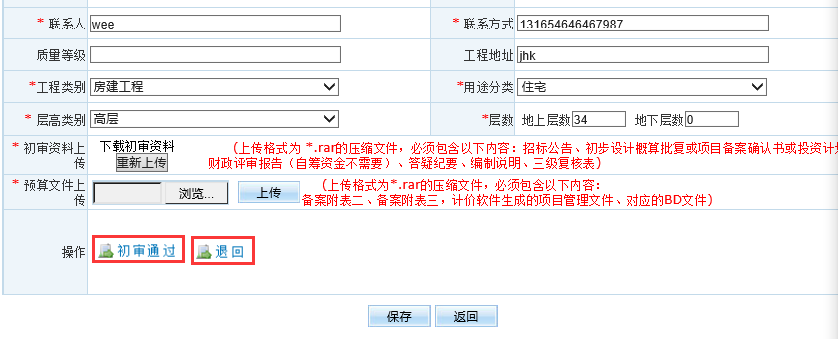 * 联系人 wee * 联系方式 131654646467987
质量等级 工程地址 jhk
*工程类别 房建工程 *用途分类 住宅
* 层高类别 高层 *层数 地上层数 34 地下层数 0
* 初审资料上传 下载初审资料 (上传格式为 *.rar的压缩文件，必须包含以下内容：招标公告、初步设计概算批复或项目备案确认书或投资计
重新上传 财政评审报告（自筹资金不需要）、答疑纪要、编制说明、三级复核表）
* 预算文件上传 浏览... 上传 （上传格式为*.rar的压缩文件，必须包含以下内容：
备案附表二、备案附表三，计价软件生成的项目管理文件、对应的BD文件）
操作 初审通过 退回
保存 返回